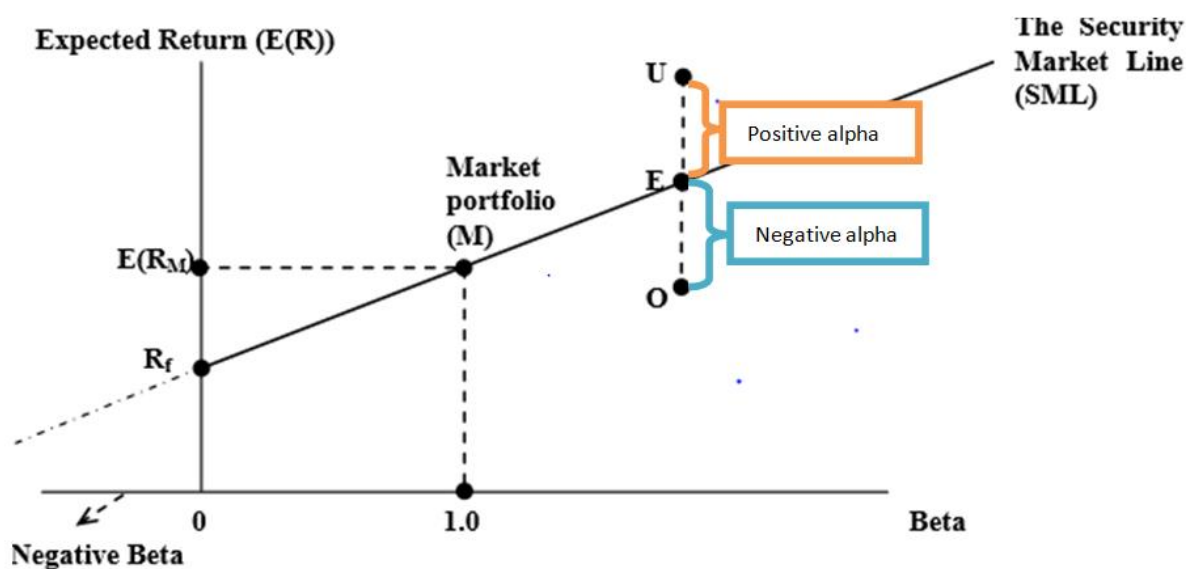 Expected Return (E(R))
The Security
Market Line
(SML)
U
Positive alpha
Market
portfolio
(M)
E
Negative alpha
E(RM)
O
Rf
0
1.0
Beta
Negative Beta